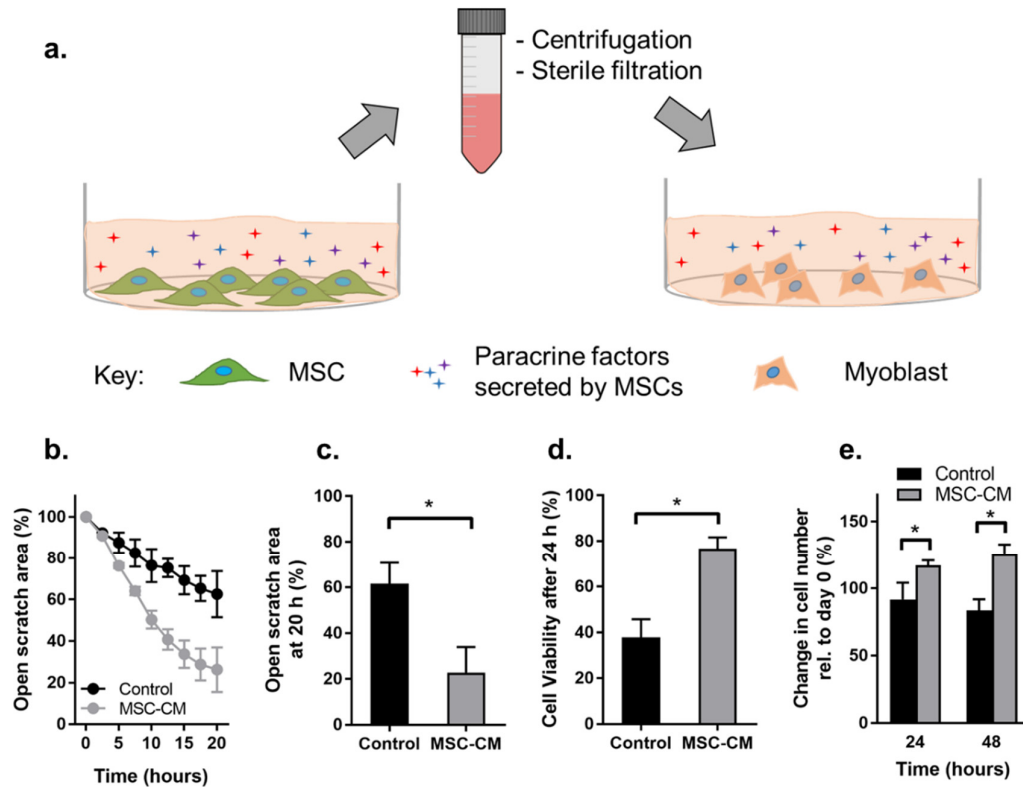 a.
- Centrifugation
- Sterile filtration
Key:
MSC
Paracrine factors
secreted by MSCs
Myoblast
b.
Open scratch area (%)
100
80
60
40
20
0
Control
MSC-CM
0
5
10
15
20
Time (hours)
c.
Open scratch area
at 20 h (%)
100
80
60
40
20
0
*
Control
MSC-CM
d.
Cell Viability after 24 h (%)
100
80
60
40
20
0
*
Control
MSC-CM
e.
Control
MSC-CM
Change in cell number
rel. to day 0 (%)
150
100
50
0
*
*
24
48
Time (hours)